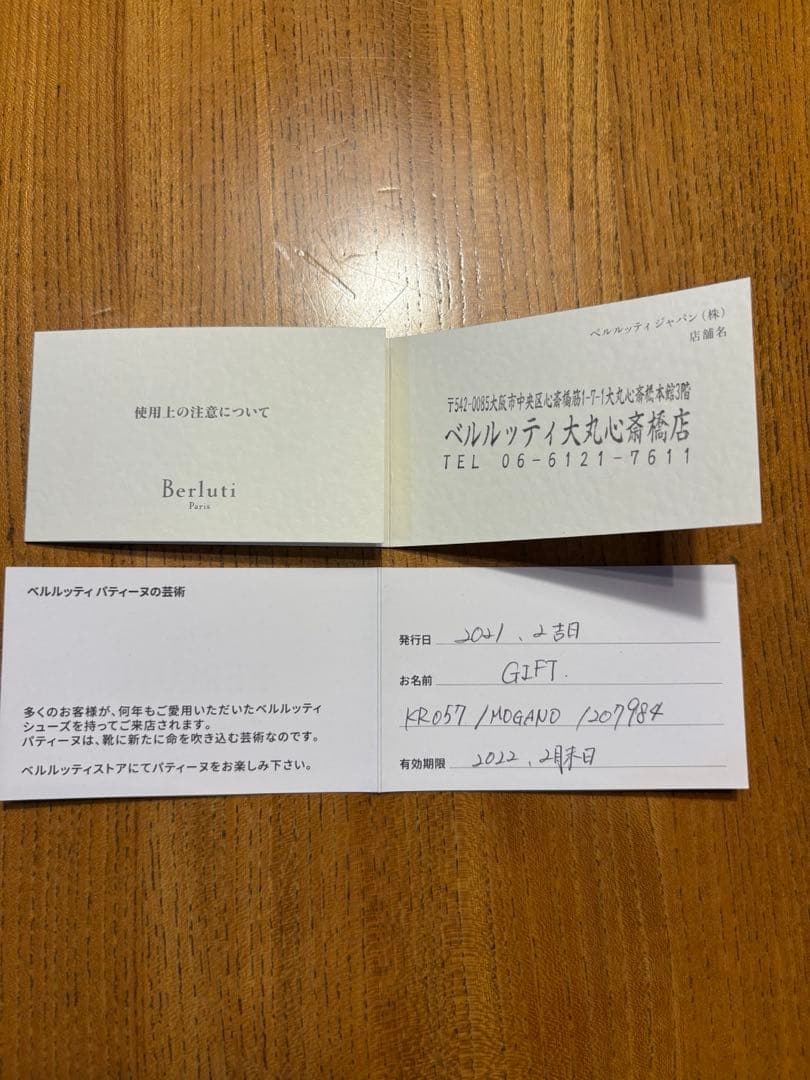 使用上の注意について
Berluti
Paris
ベルルッティ ジャパン(株)
店舗名
〒542-0085大阪市中央区心斎橋筋1-7-1大丸心斎橋本館3階
ベルルッティ大丸心斎橋店
TEL 06-6121-7611
ベルルッティ パティーヌの芸術
多くのお客様が、何年もご愛用いただいたベルルッティ
シューズを持ってご来店されます。
パティーヌは、靴に新たに命を吹き込む芸術なのです。
ベルルッティストアにてパティーヌをお楽しみ下さい。
発行日 2021.2吉日
お名前 GIFT.
KR057/MOGANO/207984
有効期限 2022.2月末日